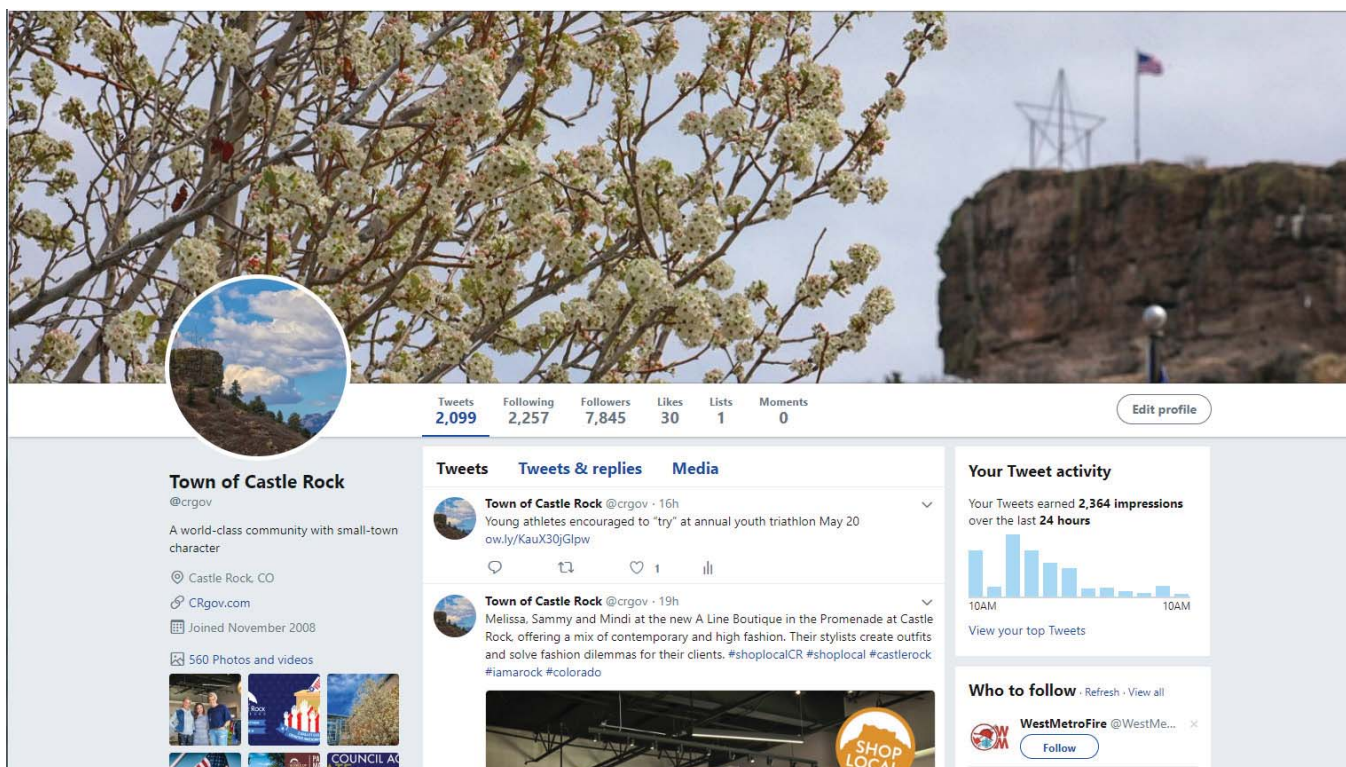 Tweets
2,099
Following
2,257
Followers
7,845
Likes
30
Lists
1
Moments
0
Edit profile
Town of Castle Rock
@crgov
A world-class community with small-town
character
Castle Rock, CO
CRgov.com
Joined November 2008
560 Photos and videos
COUNCIL
Tweets Tweets & replies Media
Town of Castle Rock @crgov · 16h
Young athletes encouraged to “try” at annual youth triathlon May 20
ow.ly/KauX30jGlpw
1
Town of Castle Rock @crgov · 19h
Melissa, Sammy and Mindi at the new A Line Boutique in the Promenade at Castle
Rock, offering a mix of contemporary and high fashion. Their stylists create outfits
and solve fashion dilemmas for their clients. #shoplocalCR #shoplocal #castlerock
#iamarock #colorado
SHOP
LOCAL
Your Tweet activity
Your Tweets earned 2,364 impressions
over the last 24 hours
10AM 10AM
View your top Tweets
Who to follow · Refresh · View all
WestMetroFire @WestMe...
Follow